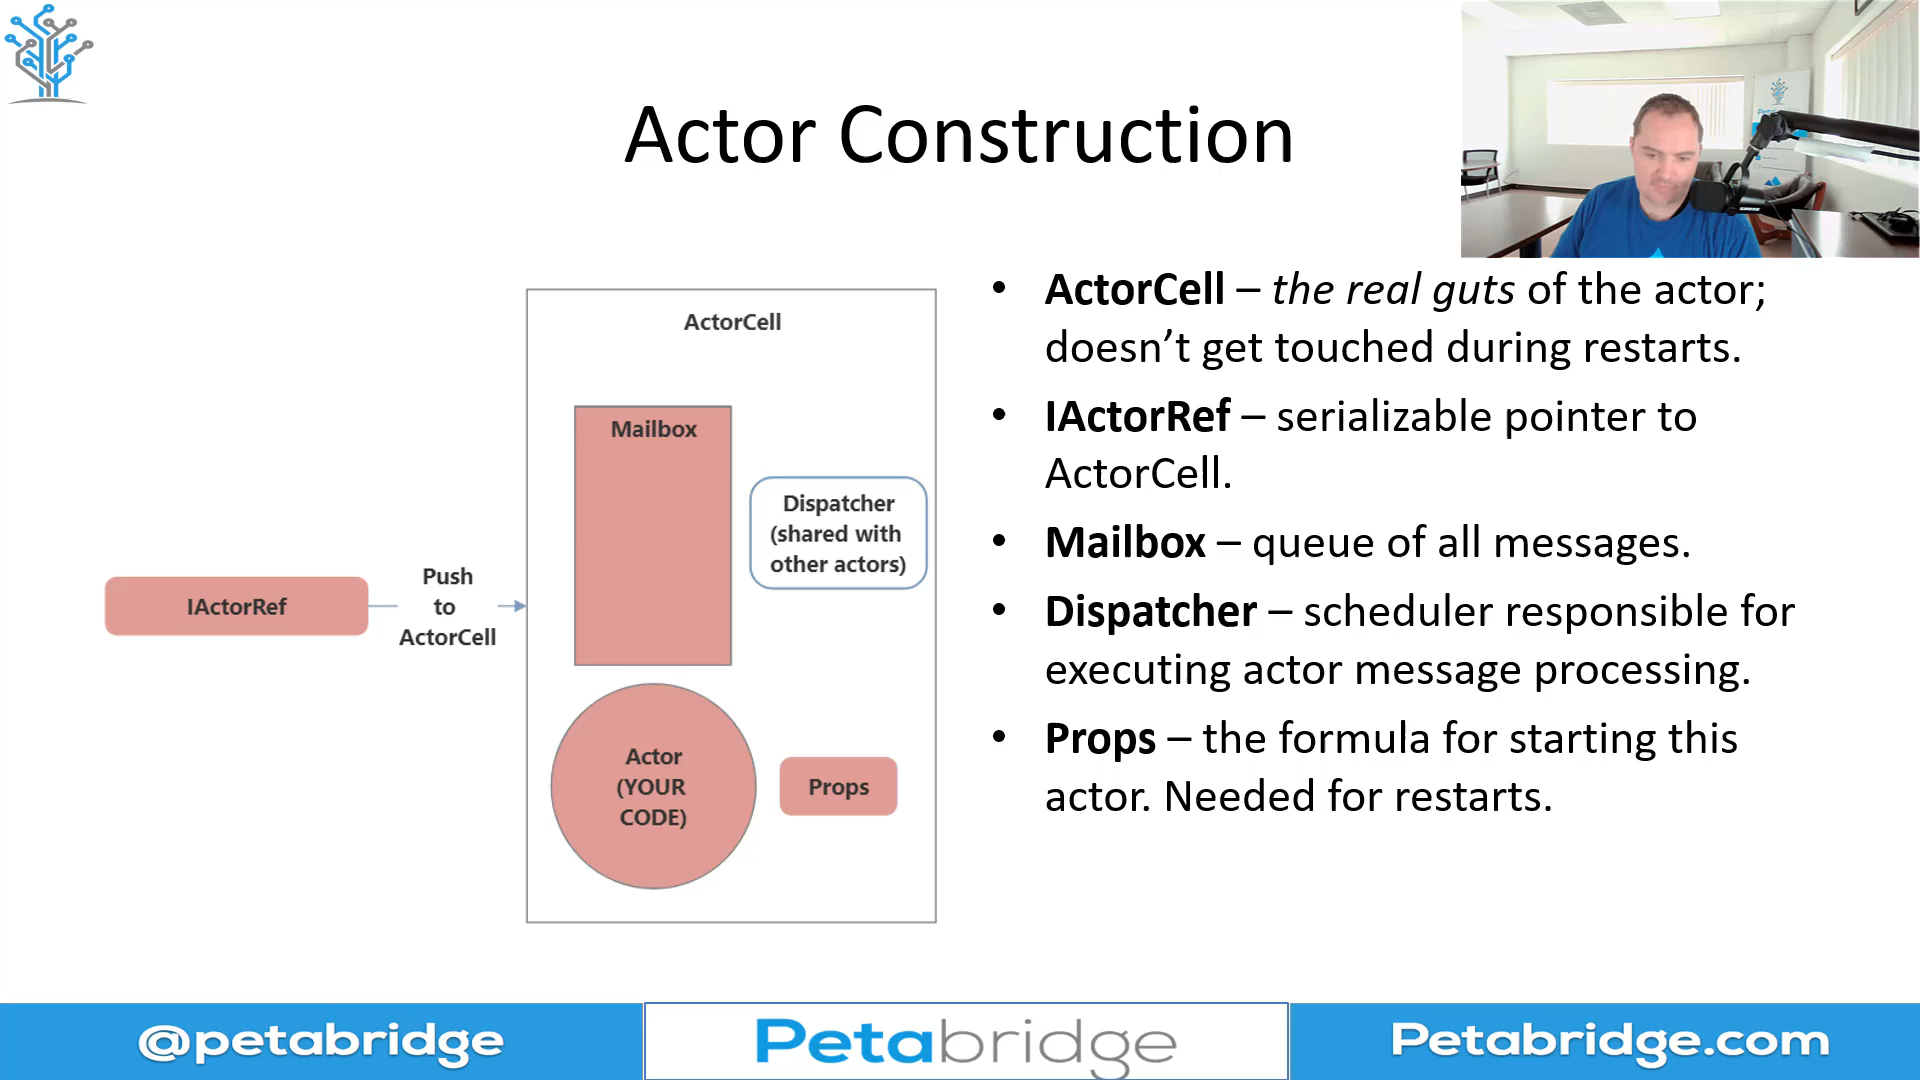 Actor Construction
ActorCell
Mailbox
Dispatcher
(shared with
other actors)
IActorRef
Push
to
ActorCell
Actor
(YOUR
CODE)
Props
• ActorCell – the real guts of the actor;
doesn’t get touched during restarts.
• IActorRef – serializable pointer to
ActorCell.
• Mailbox – queue of all messages.
• Dispatcher – scheduler responsible for
executing actor message processing.
• Props – the formula for starting this
actor. Needed for restarts.
@petabridge
Petabridge
Petabridge.com